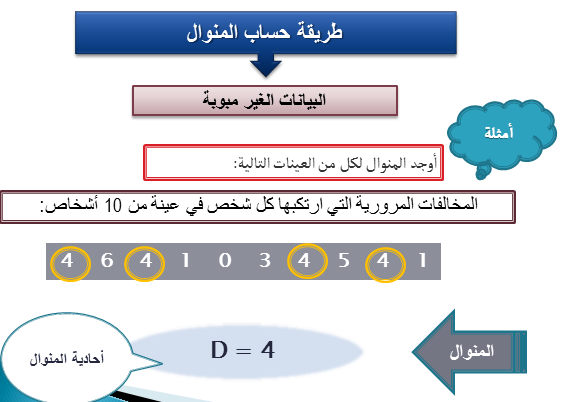 طريقة حساب المنوال
البيانات الغير مبوبة
أمثلة
أوجد المنوال لكل من العينات التالية:
المخالفات المرورية التي ارتكبها كل شخص في عينة من 10 أشخاص:
4 6 4 1 0 3 4 5 4 1
المنوال
D = 4
أحادية المنوال